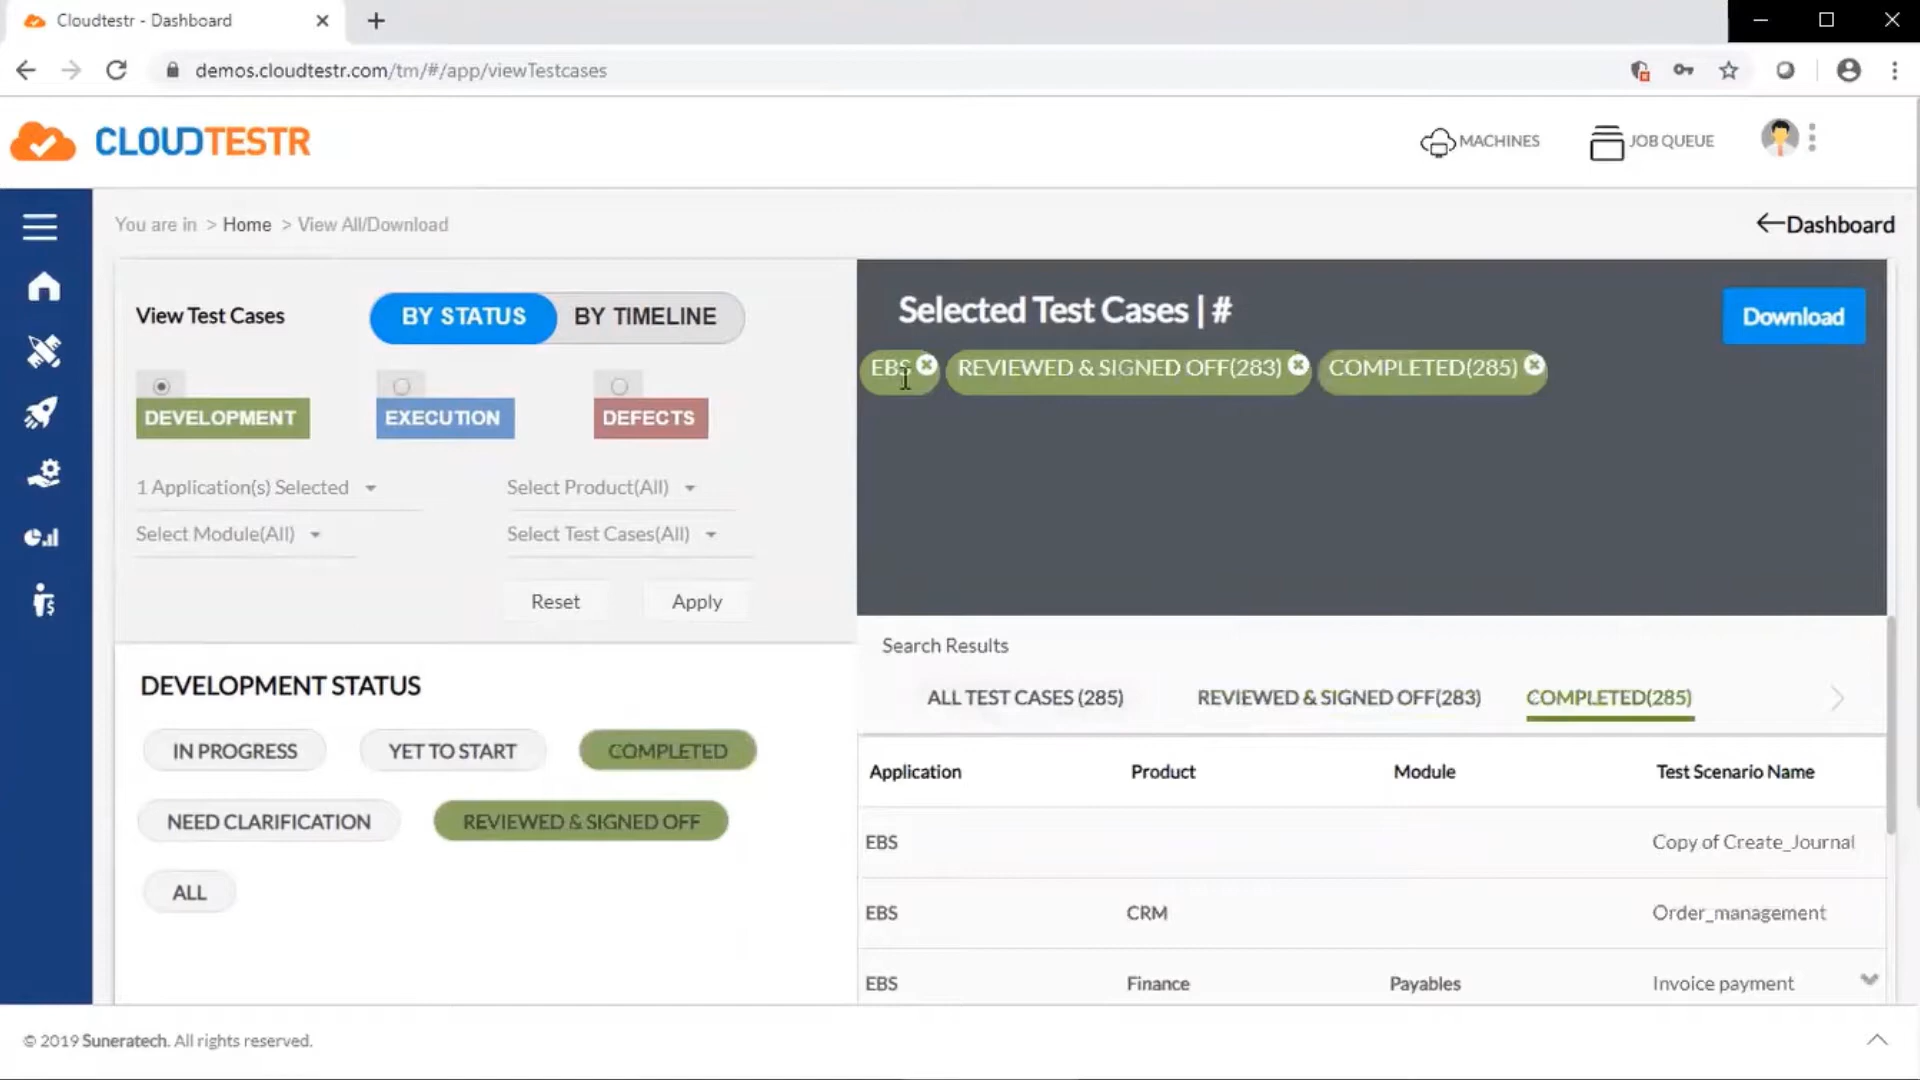 Cloudtestr - Dashboard
demos.cloudtestr.com/tm/#/app/viewTestcases
CLOUDTESTR
MACHINES
JOB QUEUE
You are in > Home > View All/Download
Dashboard
View Test Cases
BY STATUS
BY TIMELINE
DEVELOPMENT
EXECUTION
DEFECTS
1 Application(s) Selected
Select Product(All)
Select Module(All)
Select Test Cases(All)
Reset
Apply
DEVELOPMENT STATUS
IN PROGRESS
YET TO START
COMPLETED
NEED CLARIFICATION
REVIEWED & SIGNED OFF
ALL
Selected Test Cases | #
Download
EBS
REVIEWED & SIGNED OFF(283)
COMPLETED(285)
Search Results
ALL TEST CASES (285)
REVIEWED & SIGNED OFF(283)
COMPLETED(285)
Application Product Module Test Scenario Name
EBS Copy of Create_Journal
EBS CRM Order_management
EBS Finance Payables Invoice payment
© 2019 Suneratech. All rights reserved.